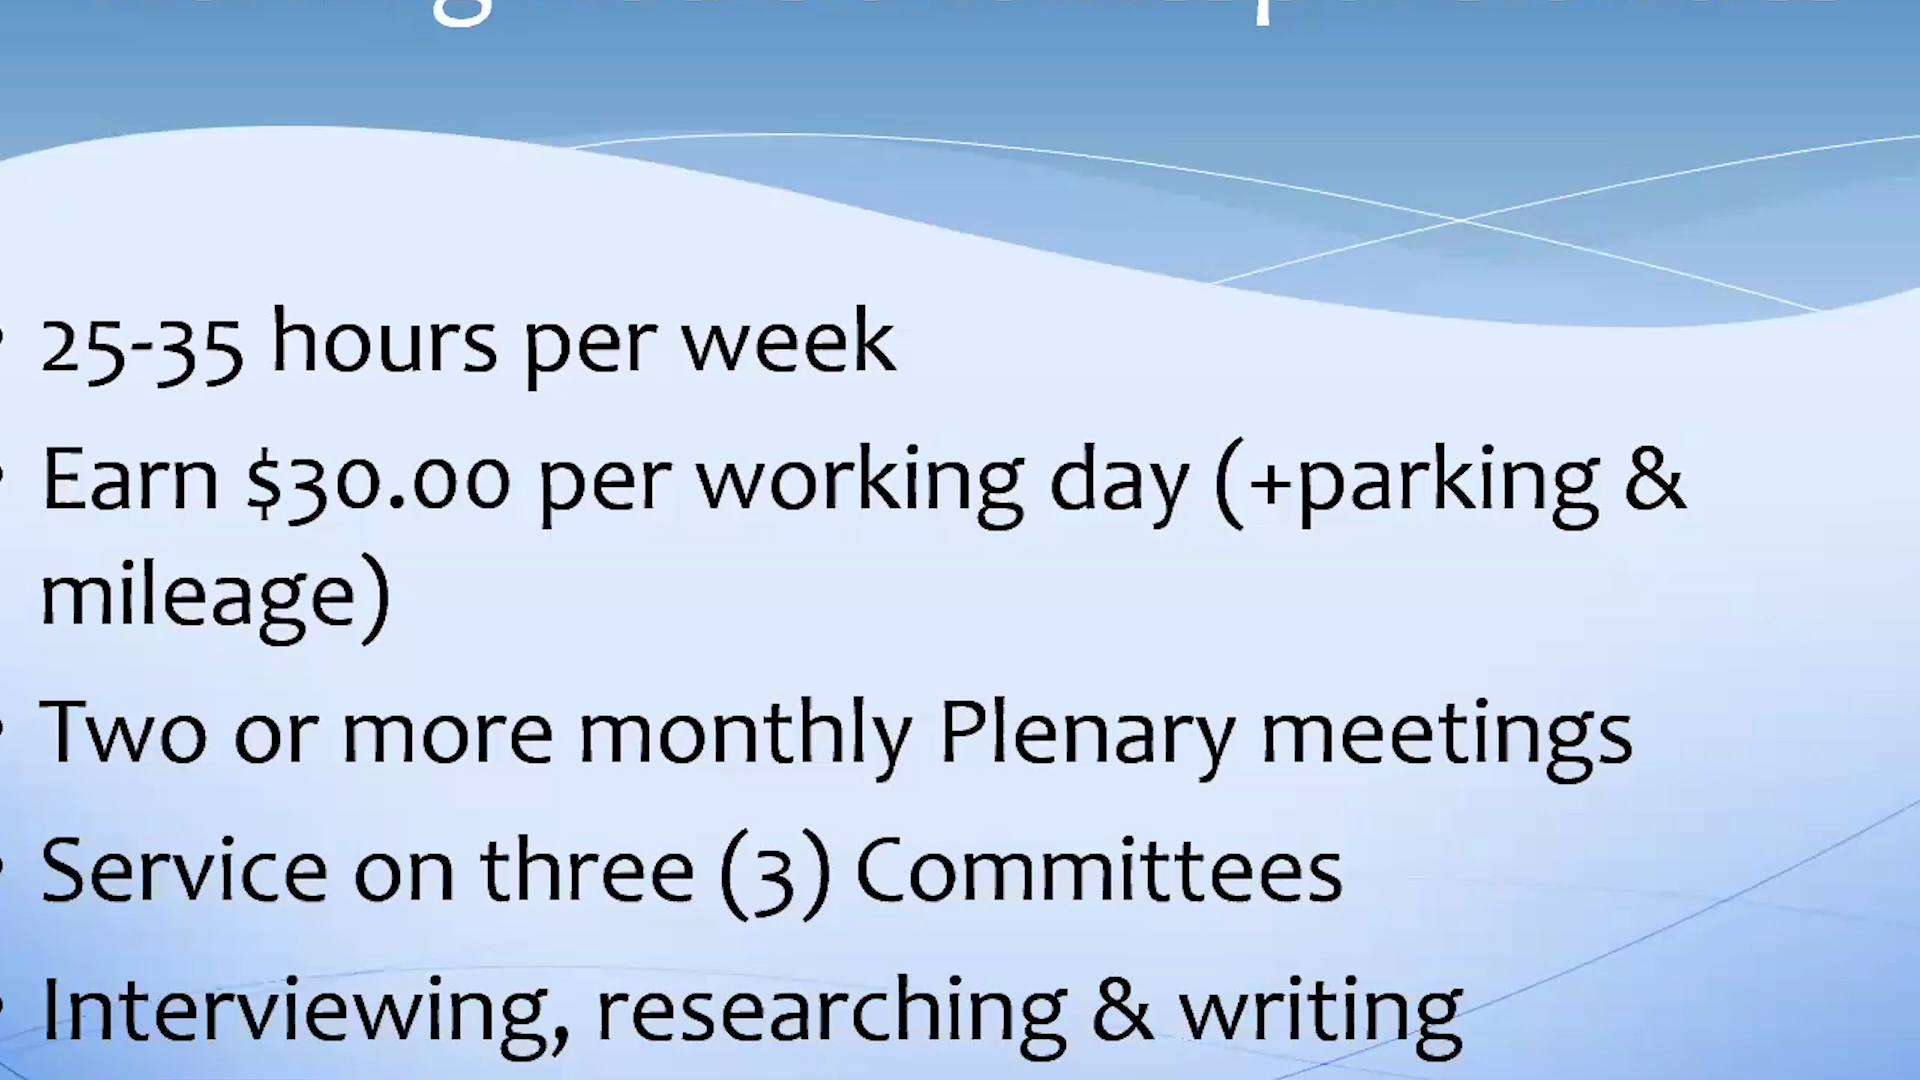 • 25-35 hours per week
• Earn $30.00 per working day (+parking &
mileage)
• Two or more monthly Plenary meetings
• Service on three (3) Committees
• Interviewing, researching & writing